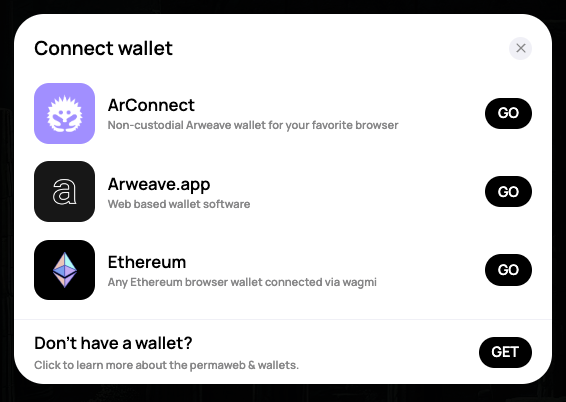 Connect wallet
ArConnect
Non-custodial Arweave wallet for your favorite browser
GO
a
Arweave.app
Web based wallet software
GO
Ethereum
Any Ethereum browser wallet connected via wagmi
GO
Don't have a wallet?
Click to learn more about the permaweb & wallets.
GET